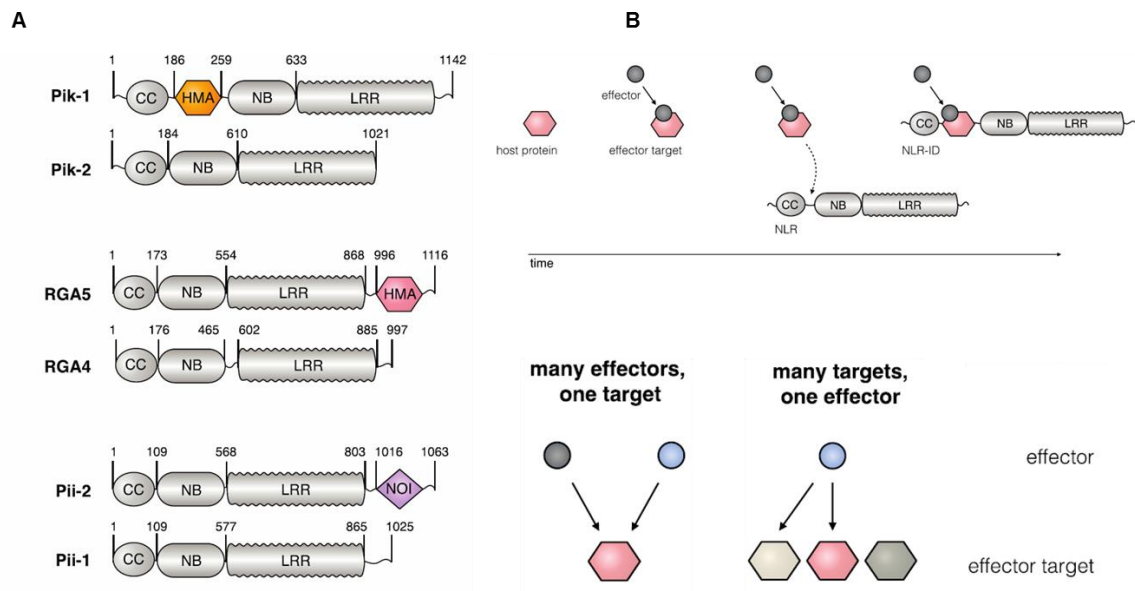 A
1 186 259 633 1142
Pik-1 CC HMA NB LRR
1 184 610 1021
Pik-2 CC NB LRR
1 173 554 868 996 1116
RGA5 CC NB LRR HMA
1 176 465 602 885 997
RGA4 CC NB LRR
1 109 568 803 1016 1063
Pii-2 CC NB LRR NOI
1 109 577 865 1025
Pii-1 CC NB LRR
B
effector
host protein
effector target
CC NB LRR
NLR
CC NB LRR
NLR-ID
time
many effectors,
one target
many targets,
one effector
effector
effector target